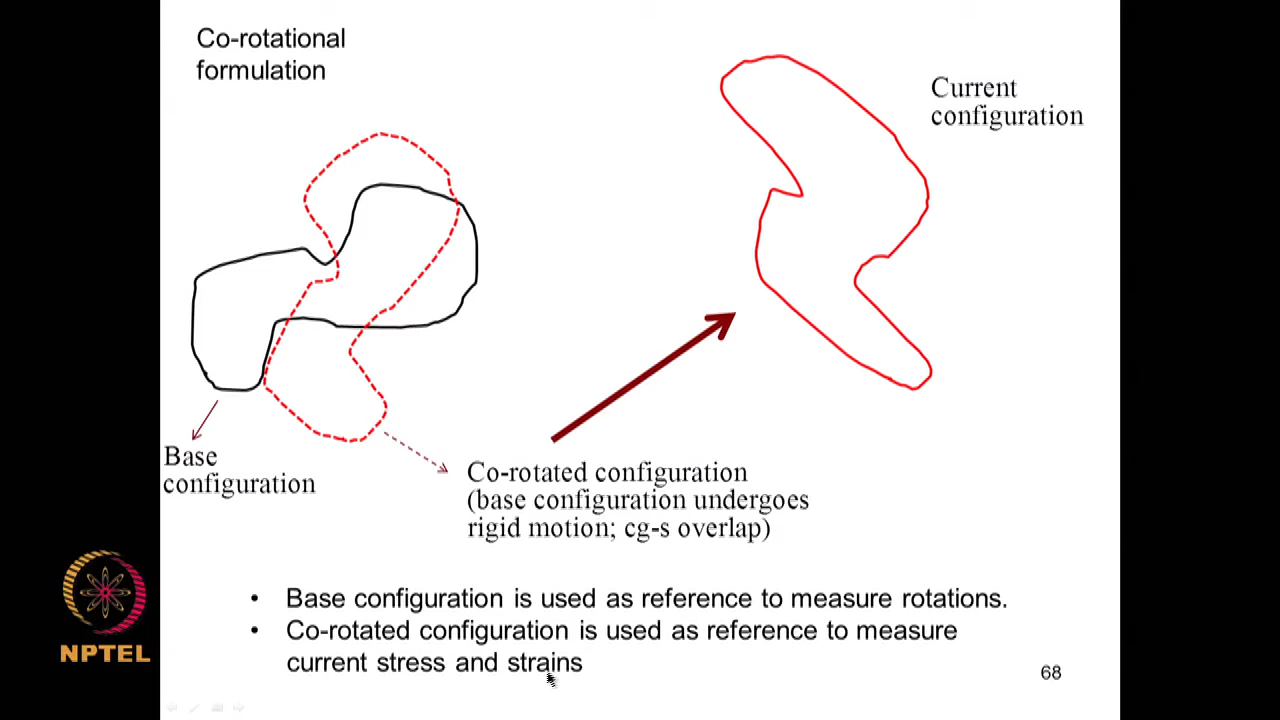 Co-rotational
formulation
Current
configuration
Base
configuration
Co-rotated configuration
(base configuration undergoes
rigid motion; cg-s overlap)
• Base configuration is used as reference to measure rotations.
• Co-rotated configuration is used as reference to measure
current stress and strains
NPTEL
68